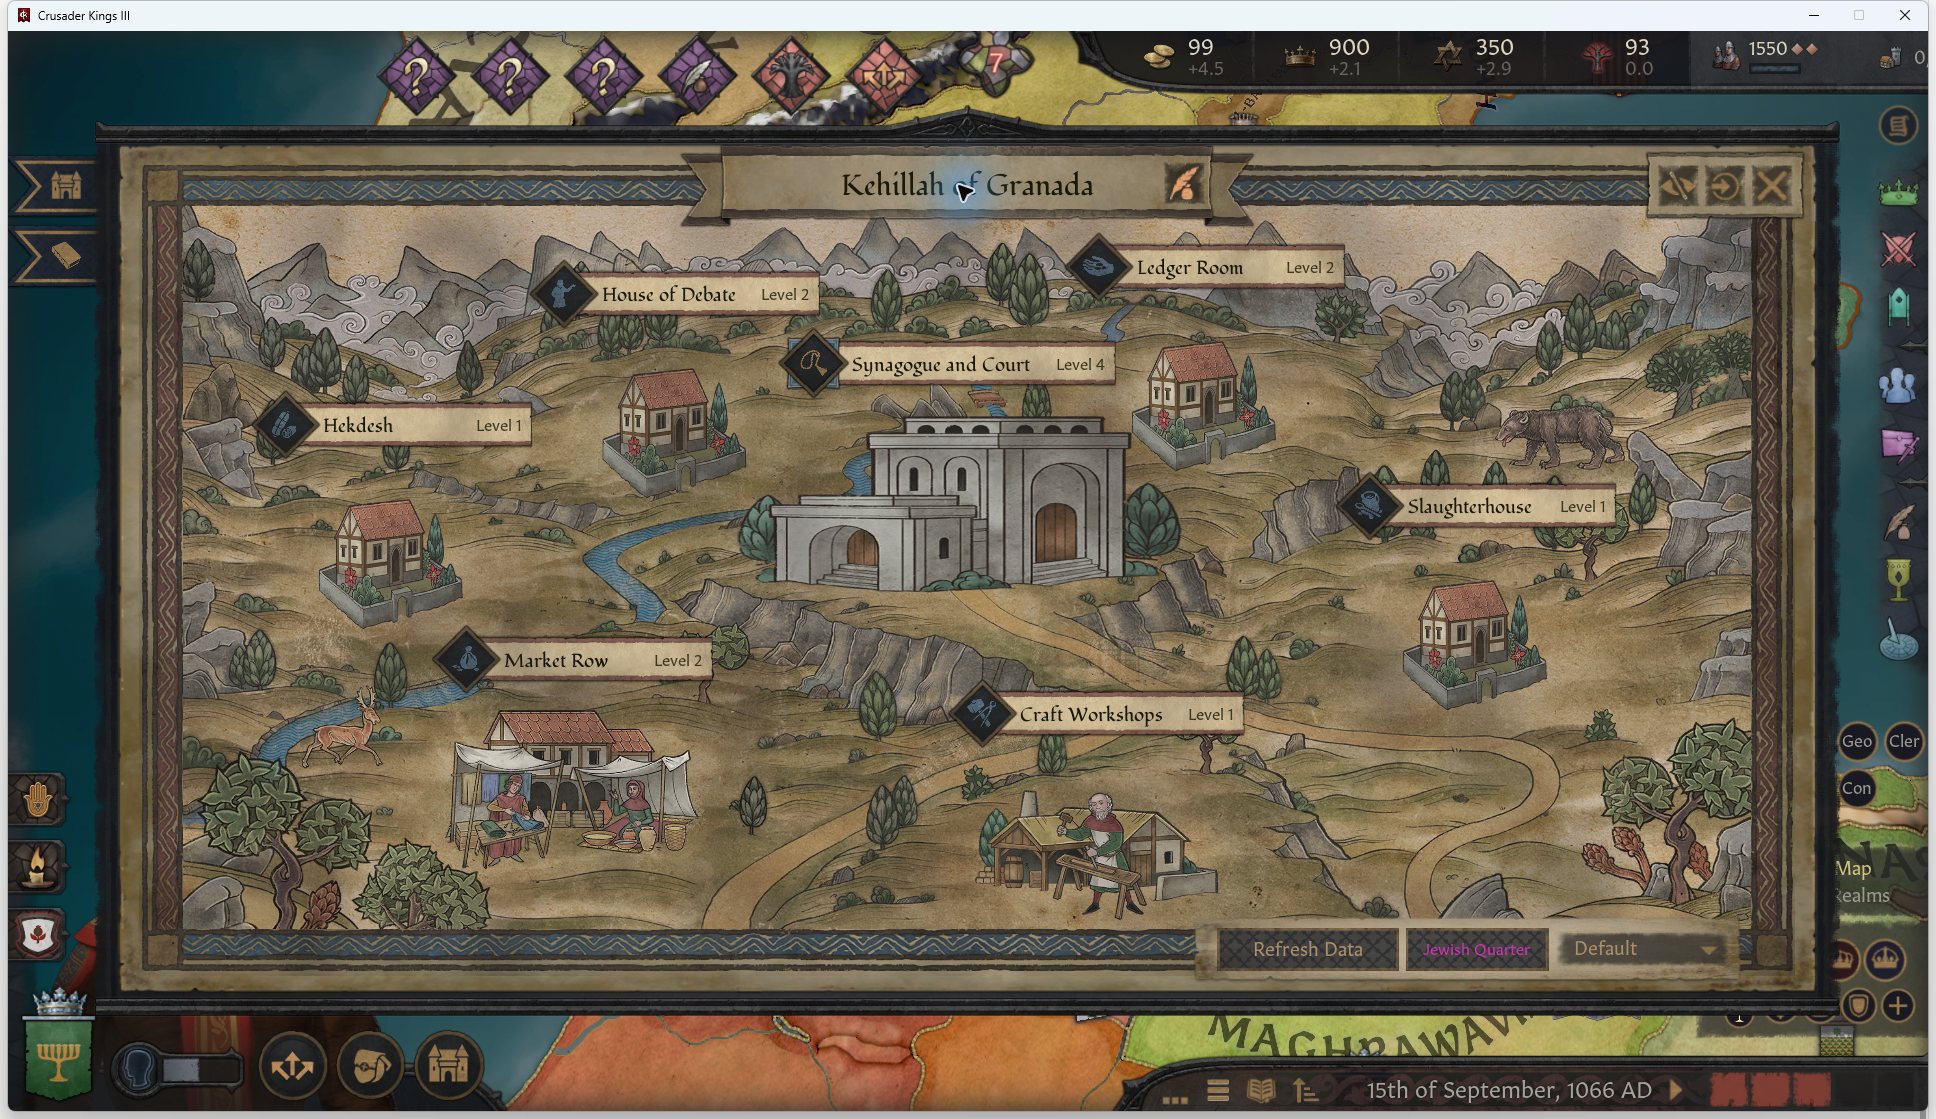 Crusader Kings III
99
+4.5
900
+2.1
350
+2.9
93
0.0
1550
7
Kehillah of Granada
Ledger Room Level 2
House of Debate Level 2
Synagogue and Court Level 4
Hekdesh Level 1
Slaughterhouse Level 1
Market Row Level 2
Craft Workshops Level 1
Geo
Cler
Con
Map
Realms
Refresh Data
Jewish Quarter
Default
MAGHRAWAVI
15th of September, 1066 AD